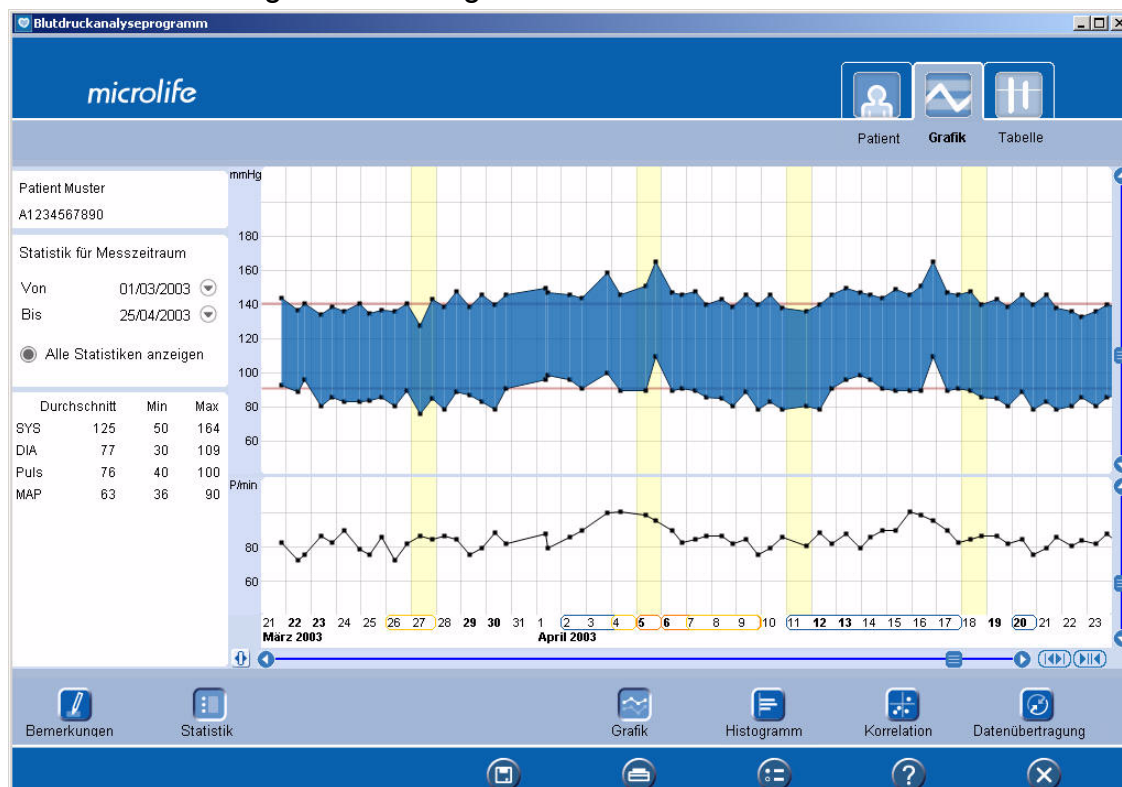 Blutdruckanalyseprogramm
microlife
Patient Grafik Tabelle
Patient Muster
A1234567890
Statistik für Messzeitraum
Von 01/03/2003
Bis 25/04/2003
Alle Statistiken anzeigen
Durchschnitt Min Max
SYS 125 50 164
DIA 77 30 109
Puls 76 40 100
MAP 63 36 90
mmHg
180
160
140
120
100
80
60
P/min
80
60
21 22 23 24 25 26 27 28 29 30 31 1 2 3 4 5 6 7 8 9 10 11 12 13 14 15 16 17 18 19 20 21 22 23
März 2003 April 2003
Bemerkungen Statistik Grafik Histogramm Korrelation Datenübertragung
?